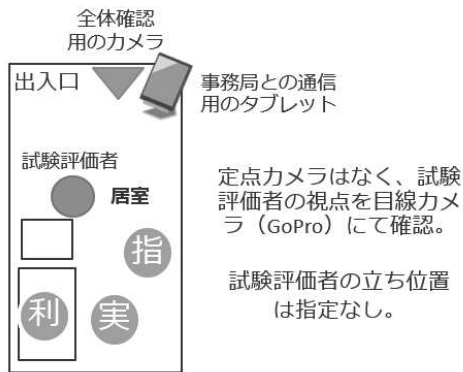 全体確認
用のカメラ
出入口
事務局との通信
用のタブレット
試験評価者
居室
定点カメラはなく、試験
評価者の視点を目線カメ
ラ（GoPro）にて確認。
指
試験評価者の立ち位置
は指定なし。
利
実